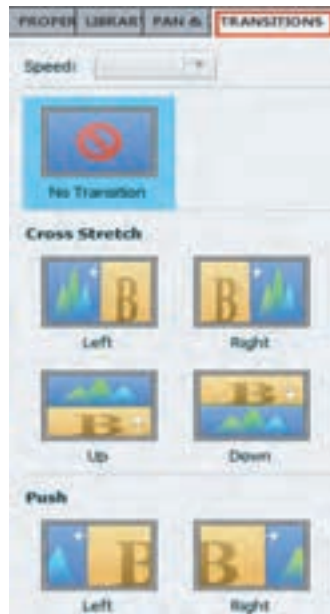 PROPER LIBRAR PAN & TRANSITIONS
Speed:
No Transition
Cross Stretch
B B
Left Right
B B
Up Down
Push
B B
Left Right